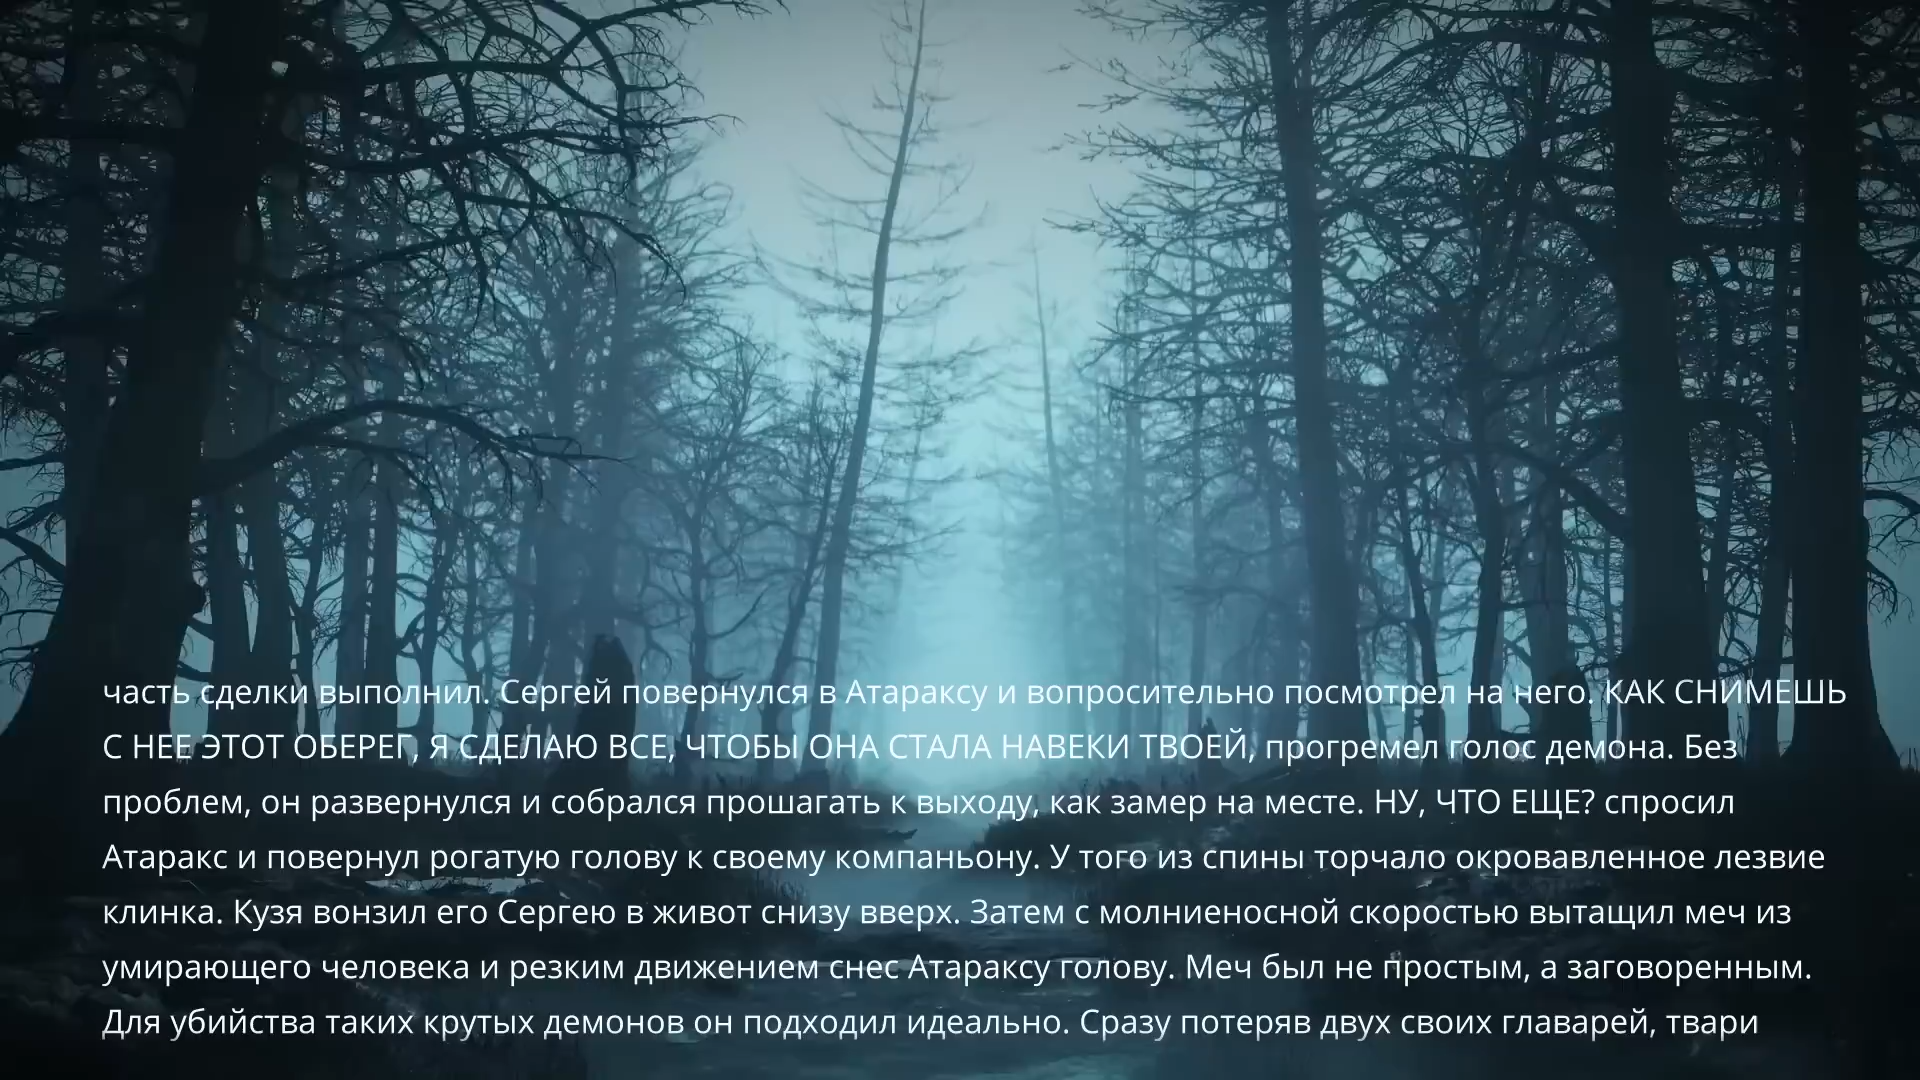 часть сделки выполнил. Сергей повернулся в Атараксу и вопросительно посмотрел на него. КАК СНИМЕШЬ
С НЕЕ ЭТОТ ОБЕРЕГ, Я СДЕЛАЮ ВСЕ, ЧТОБЫ ОНА СТАЛА НАВЕКИ ТВОЕЙ, прогремел голос демона. Без
проблем, он развернулся и собрался прошагать к выходу, как замер на месте. НУ, ЧТО ЕЩЕ? спросил
Атаракс и повернул рогатую голову к своему компаньону. У того из спины торчало окровавленное лезвие
клинка. Кузя вонзил его Сергею в живот снизу вверх. Затем с молниеносной скоростью вытащил меч из
умирающего человека и резким движением снес Атараксу голову. Меч был не простым, а заговоренным.
Для убийства таких крутых демонов он подходил идеально. Сразу потеряв двух своих главарей, твари